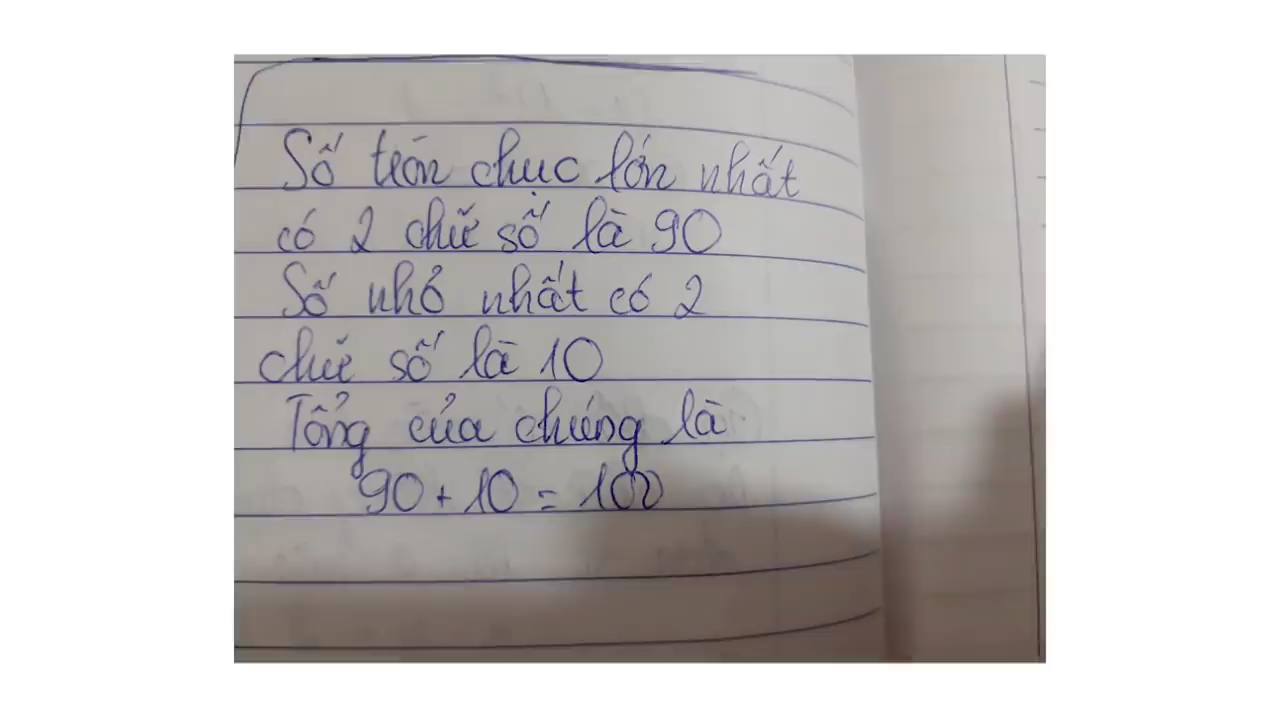 Số tròn chục lớn nhất
có 2 chữ số là 90
Số nhỏ nhất có 2
chữ số là 10
Tổng của chúng là
90 + 10 = 100